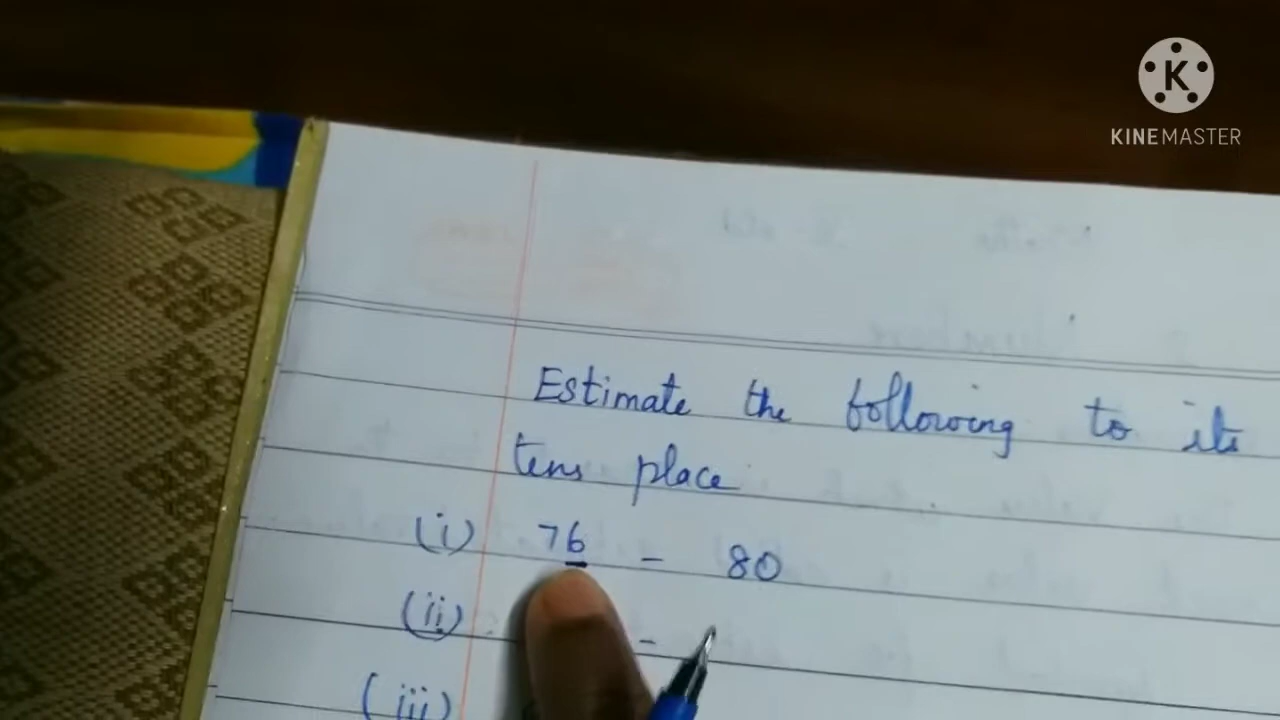 K
KINEMASTER
Estimate the following to its
tens place
(i) 76 - 80
(ii) -
(iii)